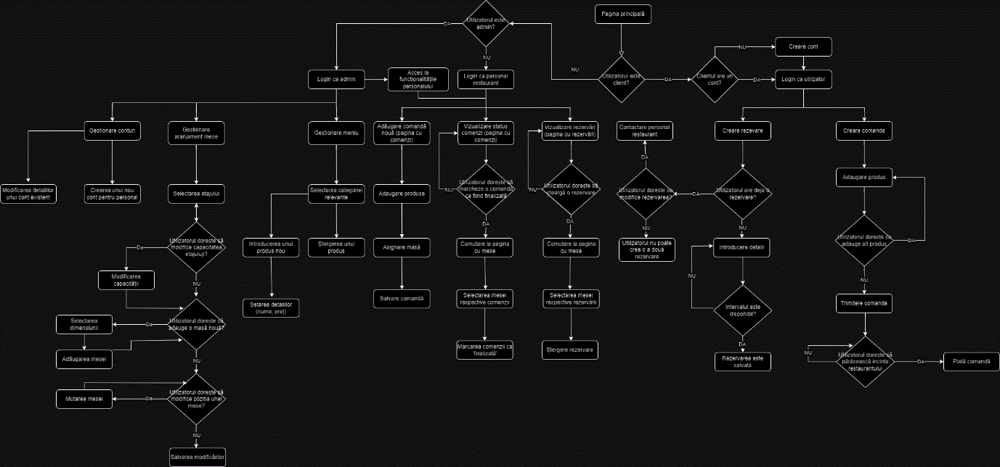 Utilizatorul este
admin?
Pagina principală
DA
NU
Creare cont
NU
Login ca admin
Acces la
funcționalitățile
personalului
Login ca personal
restaurant
NU
Utilizatorul este
client?
DA
Clientul are un
cont?
DA
Login ca utilizator
Gestionare conturi
Gestionare
aranjament mese
Gestionare meniu
Adăugare comandă
nouă (pagina cu
comenzi)
Vizualizare status
comenzi (pagina cu
comenzi)
Vizualizare rezervări
(pagina cu rezervări)
Contactare personal
restaurant
Creare rezevare
Creare comanda
DA
Modificarea detaliilor
unui cont existent
Crearea unui nou
cont pentru personal
Selectarea etajului
Selectarea categoriei
relevante
Adaugare produse
NU
Utilizatorul dorește să
marcheze o comandă
ca fiind finalizată
NU
Utilizatorul dorește să
șteargă o rezervare
Utilizatorul dorește sa
modifice rezervarea?
DA
Utilizatorul are deja o
rezervare?
Adaugare produs
DA
DA
NU
NU
Utilizatorul dorește să
modifice capacitatea
etajului?
Da
Introducerea unui
produs nou
Ștergerea unui
produs
Asignare masă
Comutare la pagina
cu mese
Comutare la pagina
cu mese
Utilizatorul nu poate
crea o a doua
rezervare
Introducere detalii
Utilizatorul dorește sa
adauge alt produs
DA
Modificarea
capacității
NU
NU
NU
Setarea detaliilor
(nume, preț)
Salvare comandă
Selectarea mesei
respective comenzii
Selectarea mesei
respective rezervării
Intervalul este
disponibil?
Trimitere comanda
Selectarea
dimensiunii
Da
Utilizatorul dorește să
adauge o masă nouă?
DA
Adăugarea mesei
NU
Marcarea comenzii ca
'finalizată'
Ștergere rezervare
Rezervarea este
salvată
NU
Utilizatorul dorește să
părăsească incinta
restaurantului
DA
Plată comandă
Mutarea mesei
Da
Utilizatorul dorește să
modifice poziția unei
mese?
NU
Salvarea modificărilor